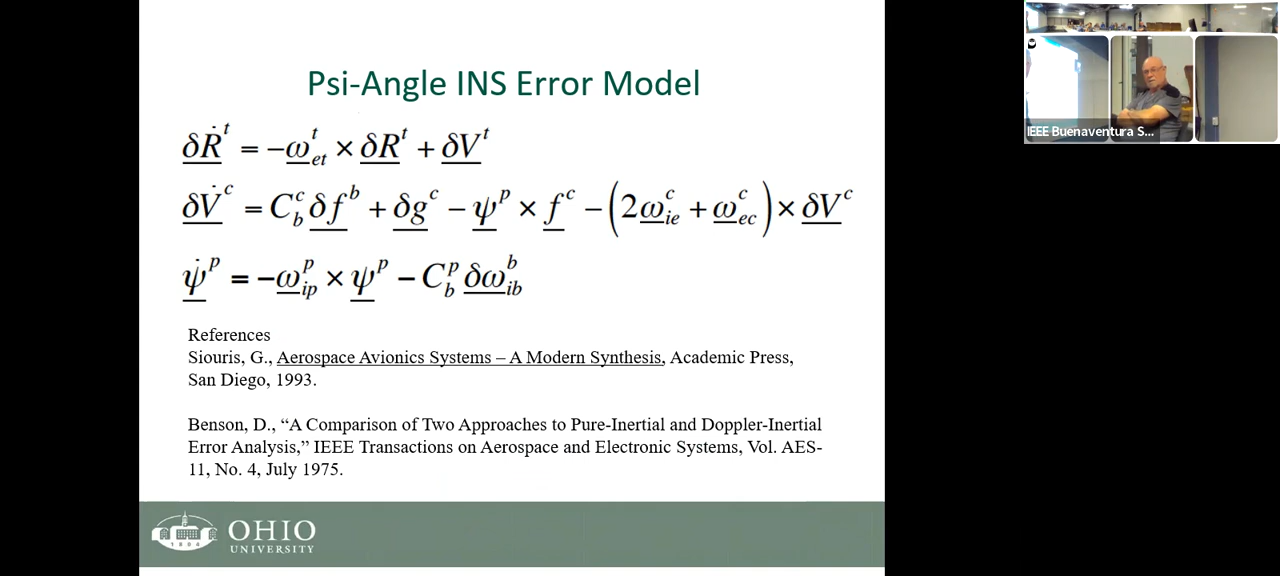 Psi-Angle INS Error Model
δṘᵗ = −ωᵗₑₜ × δRᵗ + δVᵗ
δV̇ᶜ = C_b^c δf^b + δg^c − ψ^p × f^c − (2ω_ie^c + ω_ec^c) × δV^c
ψ̇^p = −ω_ip^p × ψ^p − C_b^p δω_ib^b
References
Siouris, G., Aerospace Avionics Systems – A Modern Synthesis, Academic Press,
San Diego, 1993.
Benson, D., “A Comparison of Two Approaches to Pure-Inertial and Doppler-Inertial
Error Analysis,” IEEE Transactions on Aerospace and Electronic Systems, Vol. AES-
11, No. 4, July 1975.
1804
OHIO
UNIVERSITY
IEEE Buenaventura S...